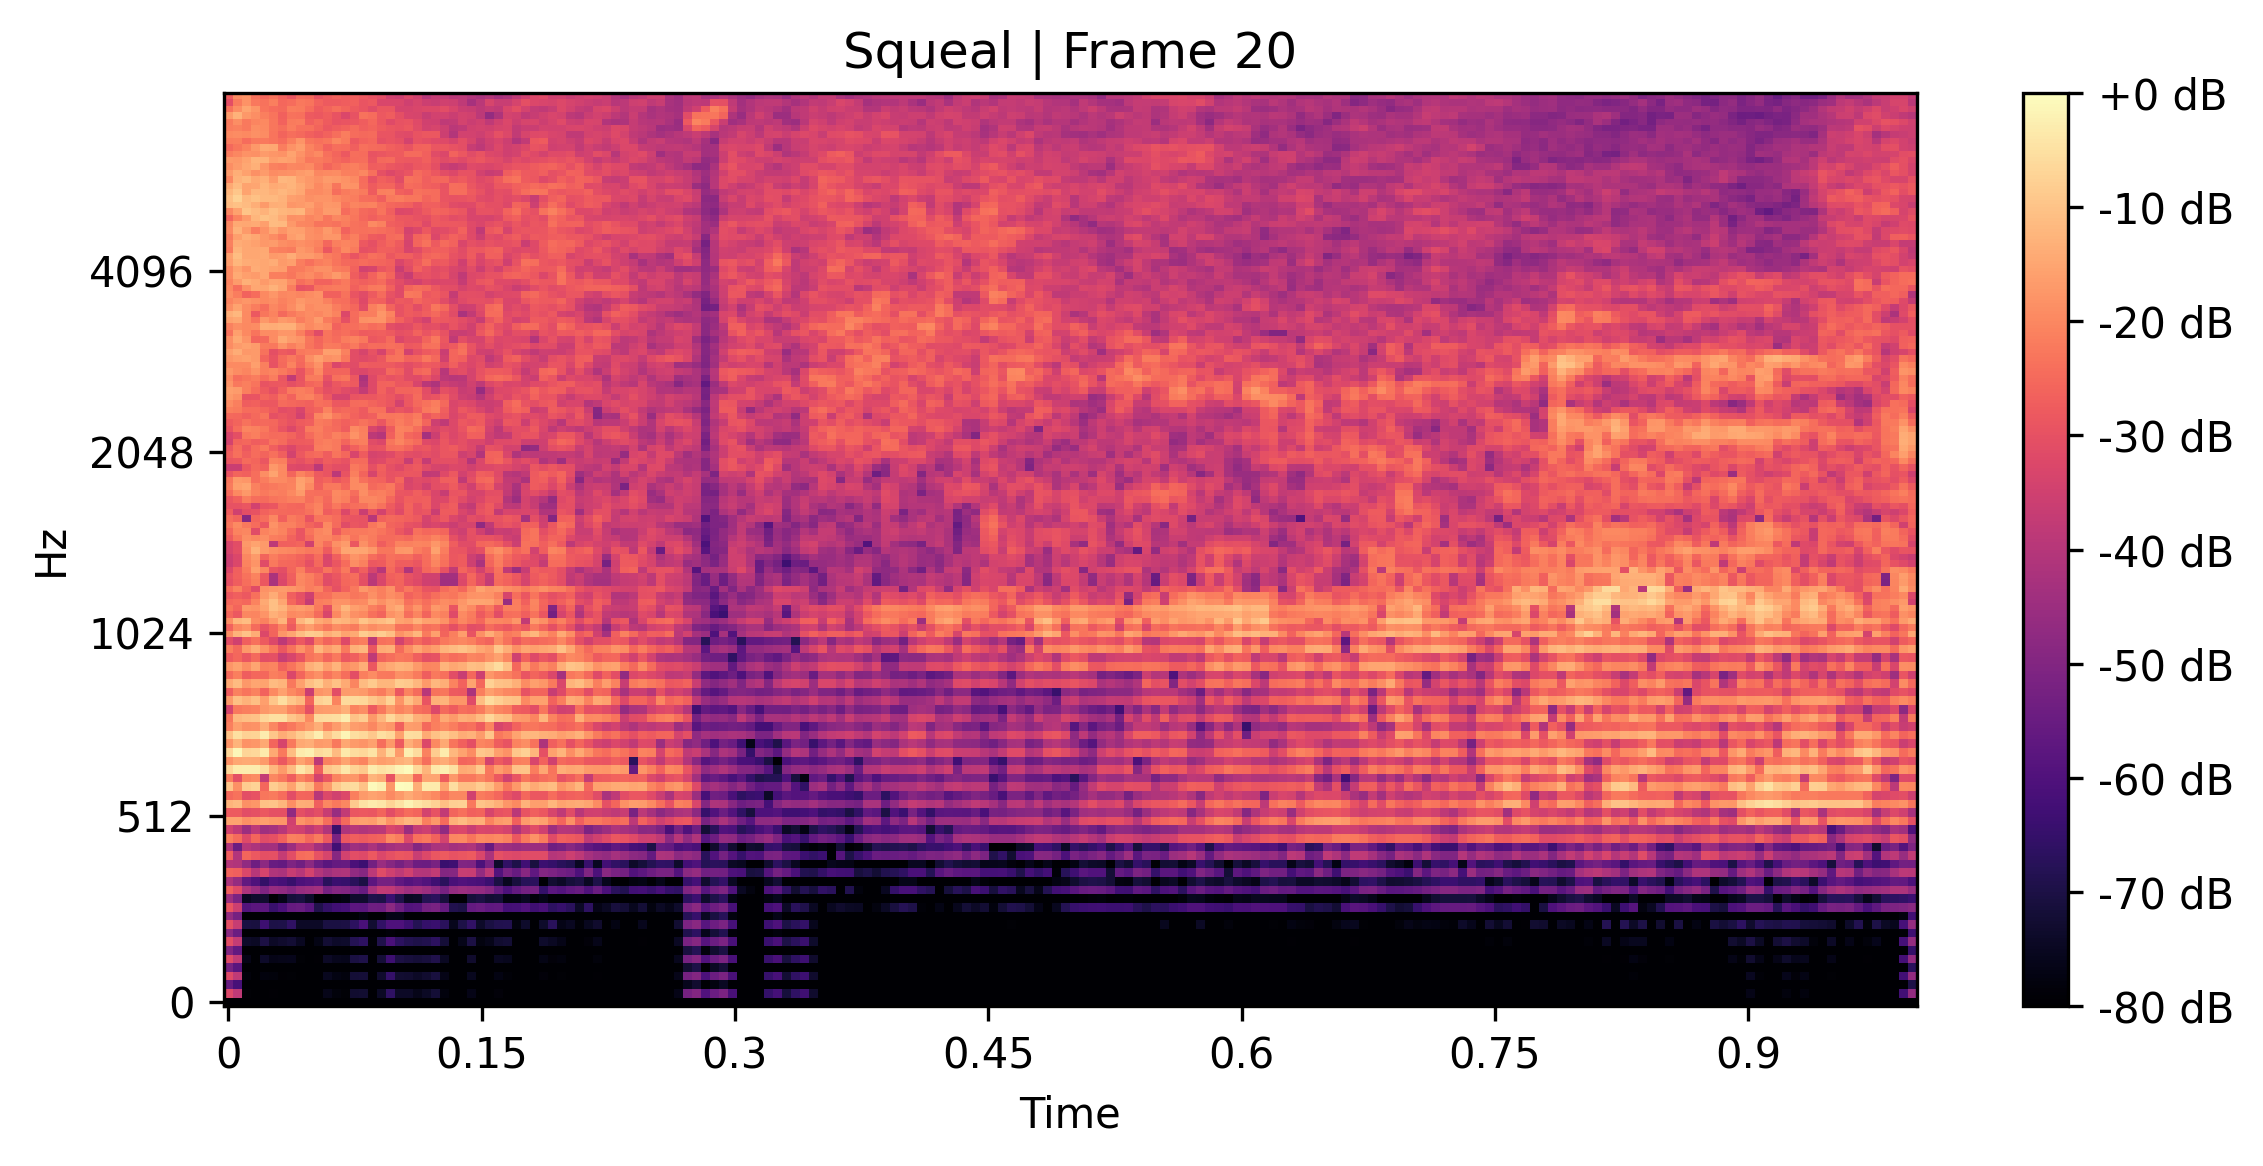 Squeal | Frame 20
Hz
4096
2048
1024
512
0
0
0.15
0.3
0.45
0.6
0.75
0.9
Time
+0 dB
-10 dB
-20 dB
-30 dB
-40 dB
-50 dB
-60 dB
-70 dB
-80 dB